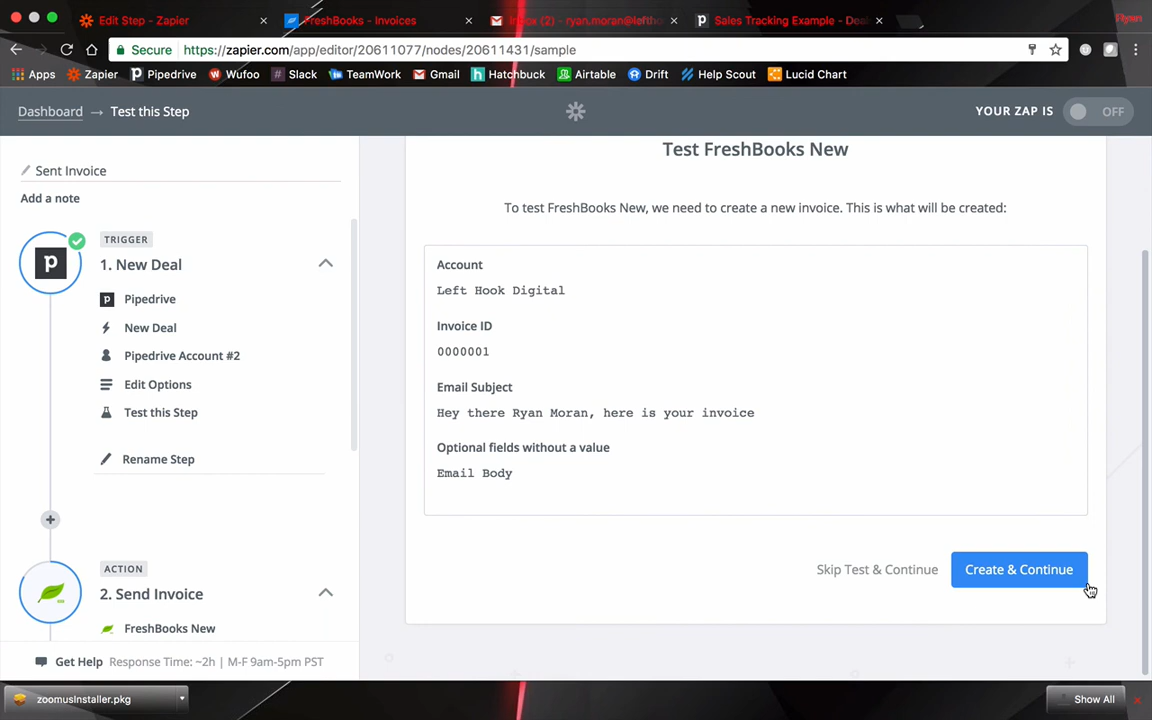 Edit Step - Zapier
FreshBooks - Invoices
Inbox (2) - ryan.moran@lefthoo
Sales Tracking Example - Deal
Ryan
Secure https://zapier.com/app/editor/20611077/nodes/20611431/sample
Apps Zapier Pipedrive Wufoo Slack TeamWork Gmail Hatchbuck Airtable Drift Help Scout Lucid Chart
Dashboard → Test this Step
YOUR ZAP IS OFF
Sent Invoice
Add a note
TRIGGER
1. New Deal
Pipedrive
New Deal
Pipedrive Account #2
Edit Options
Test this Step
Rename Step
ACTION
2. Send Invoice
FreshBooks New
Get Help Response Time: ~2h | M-F 9am-5pm PST
Test FreshBooks New
To test FreshBooks New, we need to create a new invoice. This is what will be created:
Account
Left Hook Digital
Invoice ID
0000001
Email Subject
Hey there Ryan Moran, here is your invoice
Optional fields without a value
Email Body
Skip Test & Continue
Create & Continue
zoomusInstaller.pkg
Show All